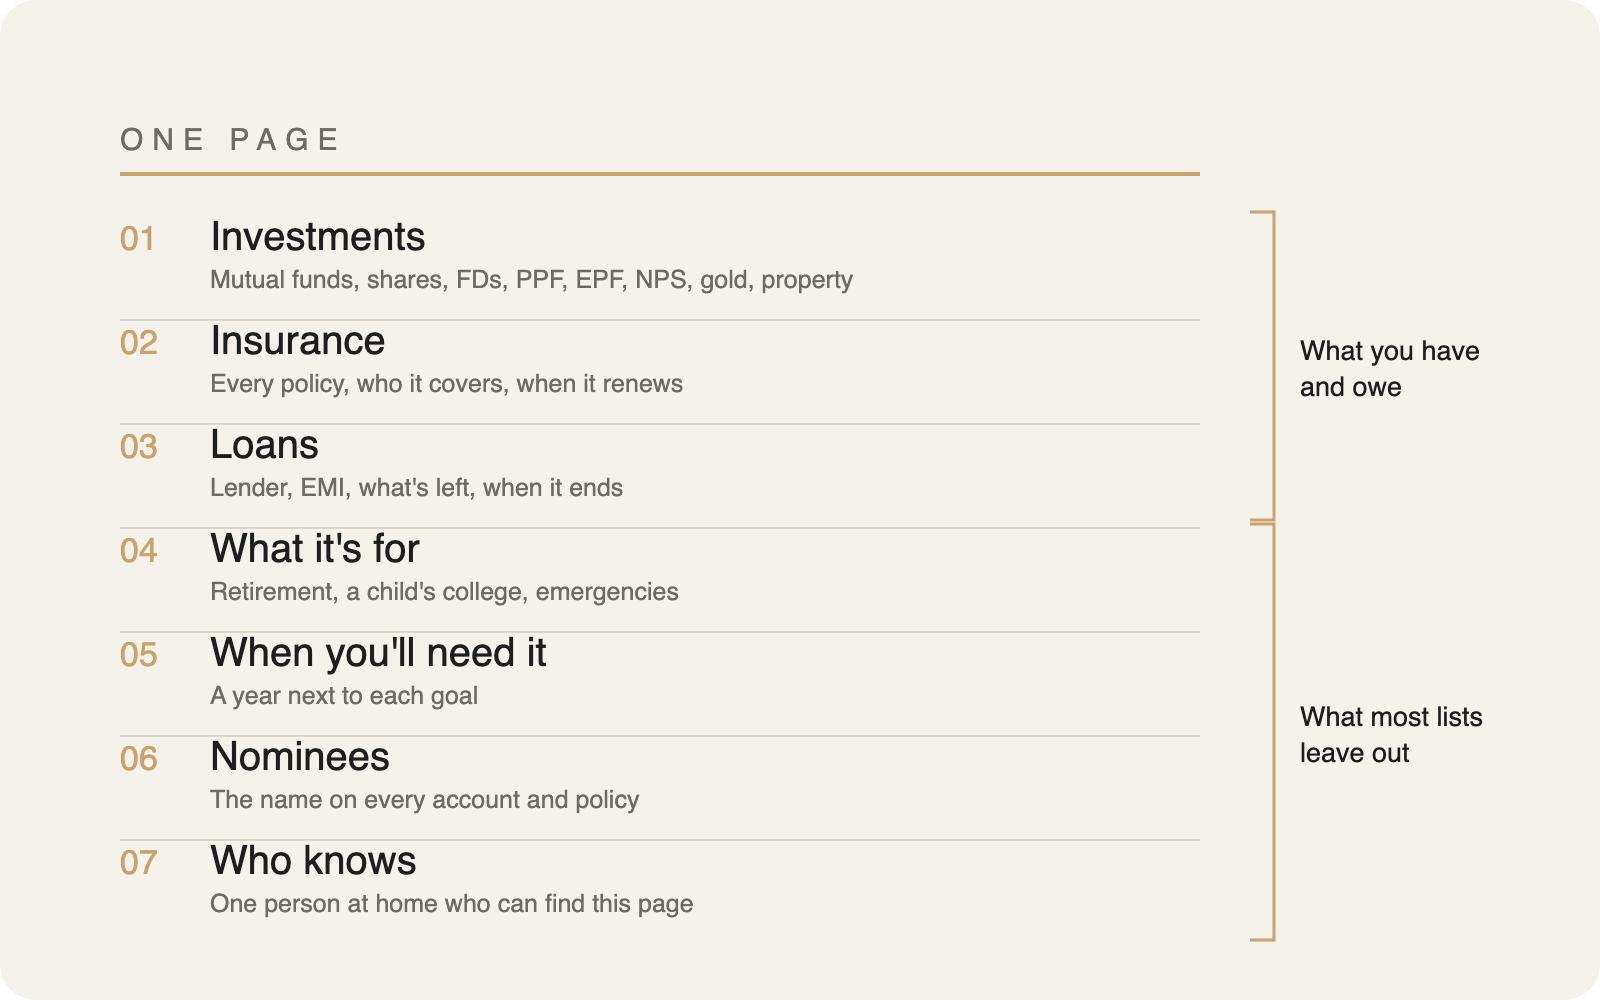 ONE PAGE
01 Investments
Mutual funds, shares, FDs, PPF, EPF, NPS, gold, property
02 Insurance
Every policy, who it covers, when it renews
03 Loans
Lender, EMI, what's left, when it ends
What you have
and owe
04 What it's for
Retirement, a child's college, emergencies
05 When you'll need it
A year next to each goal
06 Nominees
The name on every account and policy
07 Who knows
One person at home who can find this page
What most lists
leave out